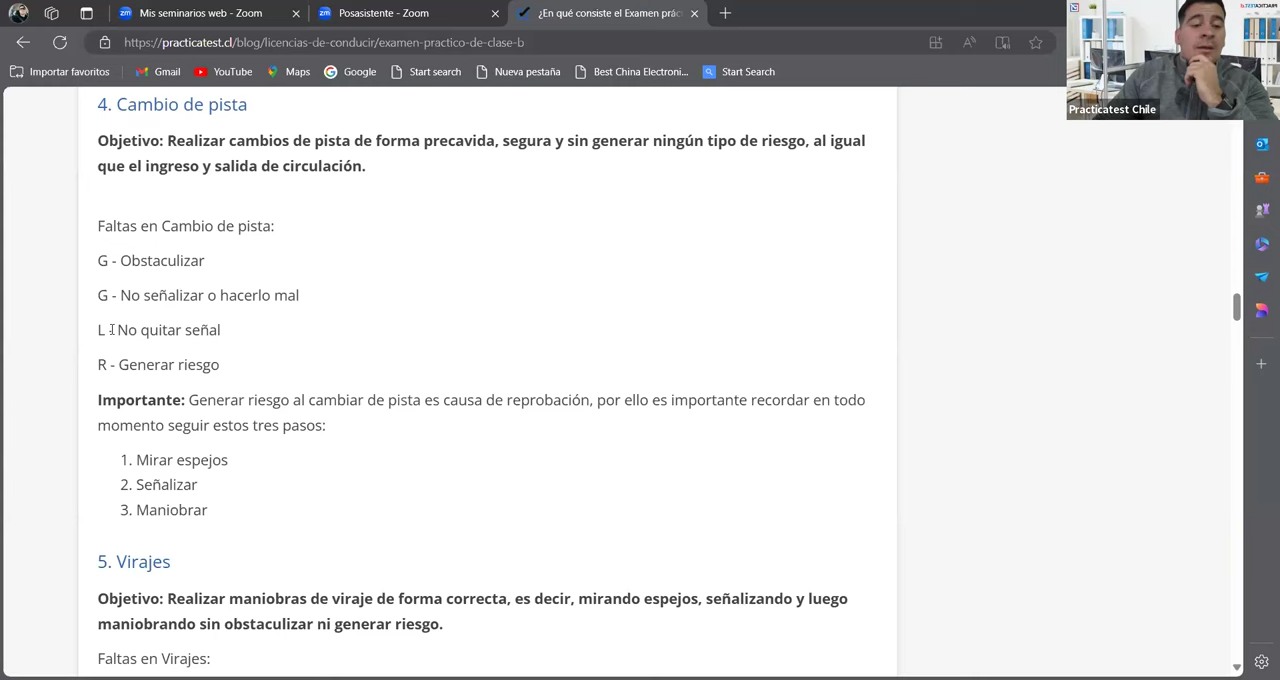 Mis seminarios web - Zoom
Posasistente - Zoom
¿En qué consiste el Examen prác
https://practicatest.cl/blog/licencias-de-conducir/examen-practico-de-clase-b
Importar favoritos
Gmail
YouTube
Maps
Google
Start search
Nueva pestaña
Best China Electroni...
Start Search
Practicatest Chile
4. Cambio de pista
Objetivo: Realizar cambios de pista de forma precavida, segura y sin generar ningún tipo de riesgo, al igual
que el ingreso y salida de circulación.
Faltas en Cambio de pista:
G - Obstaculizar
G - No señalizar o hacerlo mal
L - No quitar señal
R - Generar riesgo
Importante: Generar riesgo al cambiar de pista es causa de reprobación, por ello es importante recordar en todo
momento seguir estos tres pasos:
1. Mirar espejos
2. Señalizar
3. Maniobrar
5. Virajes
Objetivo: Realizar maniobras de viraje de forma correcta, es decir, mirando espejos, señalizando y luego
maniobrando sin obstaculizar ni generar riesgo.
Faltas en Virajes: